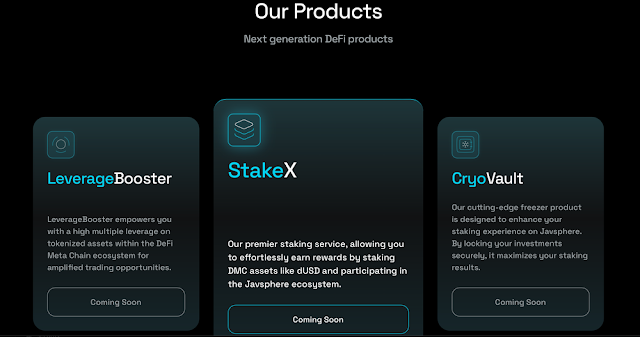 Our Products
Next generation DeFi products
LeverageBooster
LeverageBooster empowers you
with a high multiple leverage on
tokenized assets within the DeFi
Meta Chain ecosystem for
amplified trading opportunities.
Coming Soon
StakeX
Our premier staking service, allowing you
to effortlessly earn rewards by staking
DMC assets like dUSD and participating in
the Javsphere ecosystem.
Coming Soon
CryoVault
Our cutting-edge freezer product
is designed to enhance your
staking experience on Javsphere.
By locking your investments
securely, it maximizes your staking
results.
Coming Soon